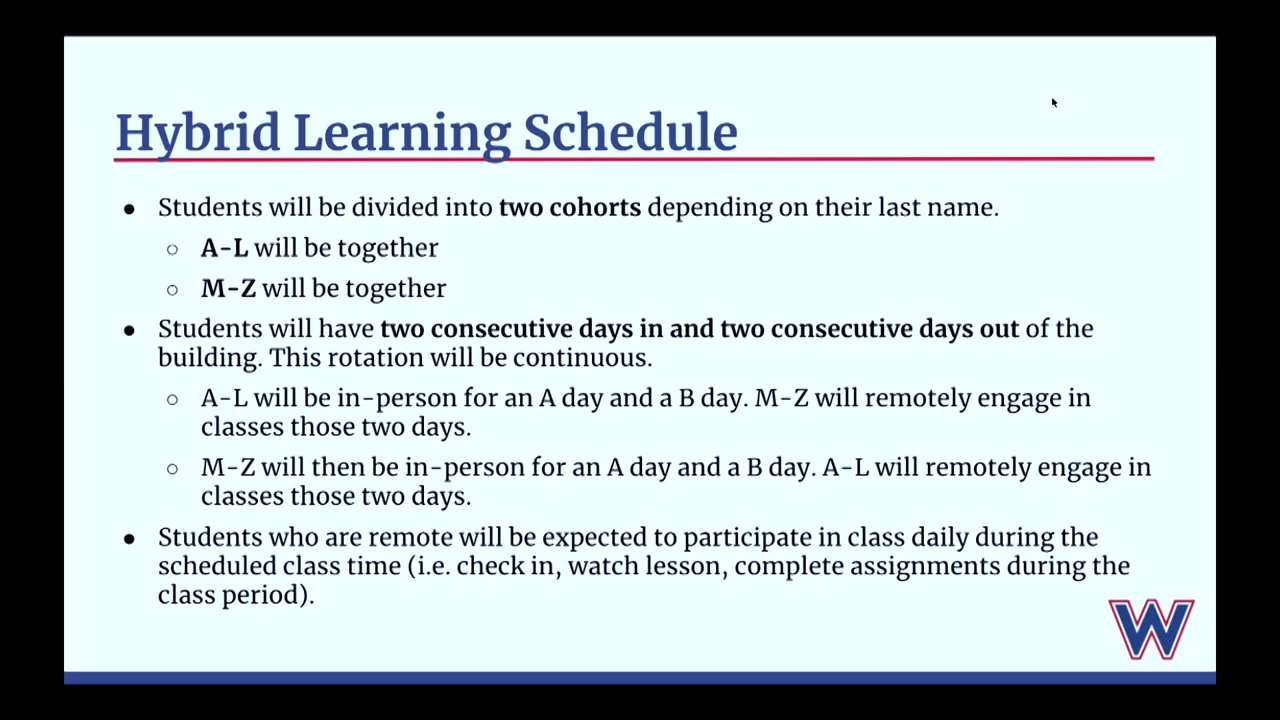 Hybrid Learning Schedule
● Students will be divided into two cohorts depending on their last name.
○ A-L will be together
○ M-Z will be together
● Students will have two consecutive days in and two consecutive days out of the
building. This rotation will be continuous.
○ A-L will be in-person for an A day and a B day. M-Z will remotely engage in
classes those two days.
○ M-Z will then be in-person for an A day and a B day. A-L will remotely engage in
classes those two days.
● Students who are remote will be expected to participate in class daily during the
scheduled class time (i.e. check in, watch lesson, complete assignments during the
class period).
W